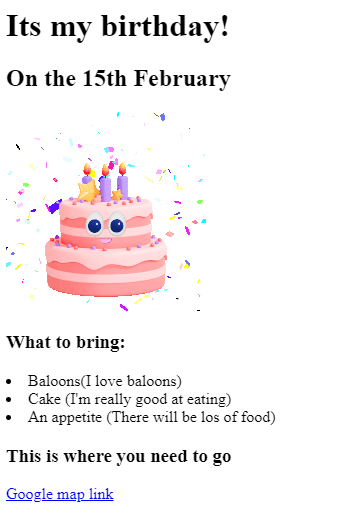 Its my birthday!
On the 15th February
What to bring:
Baloons(I love baloons)
Cake (I'm really good at eating)
An appetite (There will be los of food)
This is where you need to go
Google map link